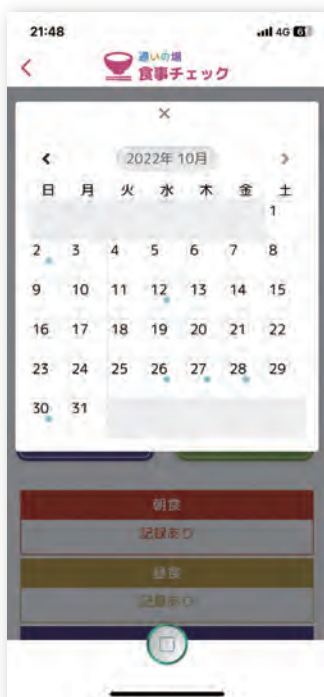 21:48 4G 61
通いの場
食事チェック
×
< 2022年 10月 >
日 月 火 水 木 金 土
1
2 3 4 5 6 7 8
9 10 11 12 13 14 15
16 17 18 19 20 21 22
23 24 25 26 27 28 29
30 31
朝食
記録あり
昼食
記録あり